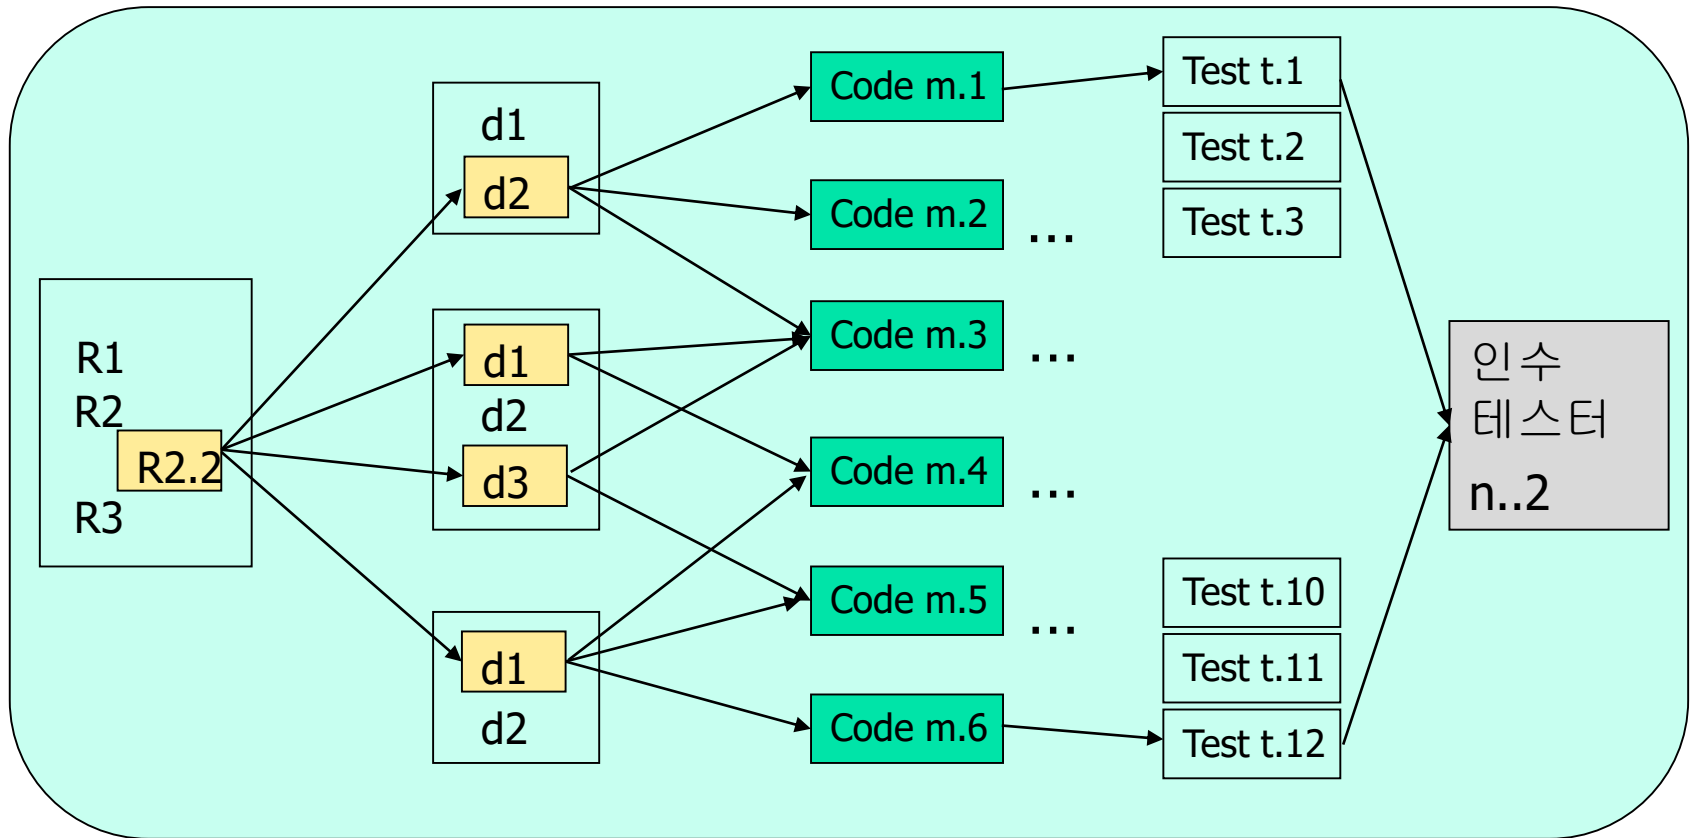 R1
R2
R2.2
R3
d1
d2
d1
d2
d3
d1
d2
Code m.1
Code m.2
...
Code m.3
...
Code m.4
...
Code m.5
...
Code m.6
Test t.1
Test t.2
Test t.3
Test t.10
Test t.11
Test t.12
인수
테스터
n..2